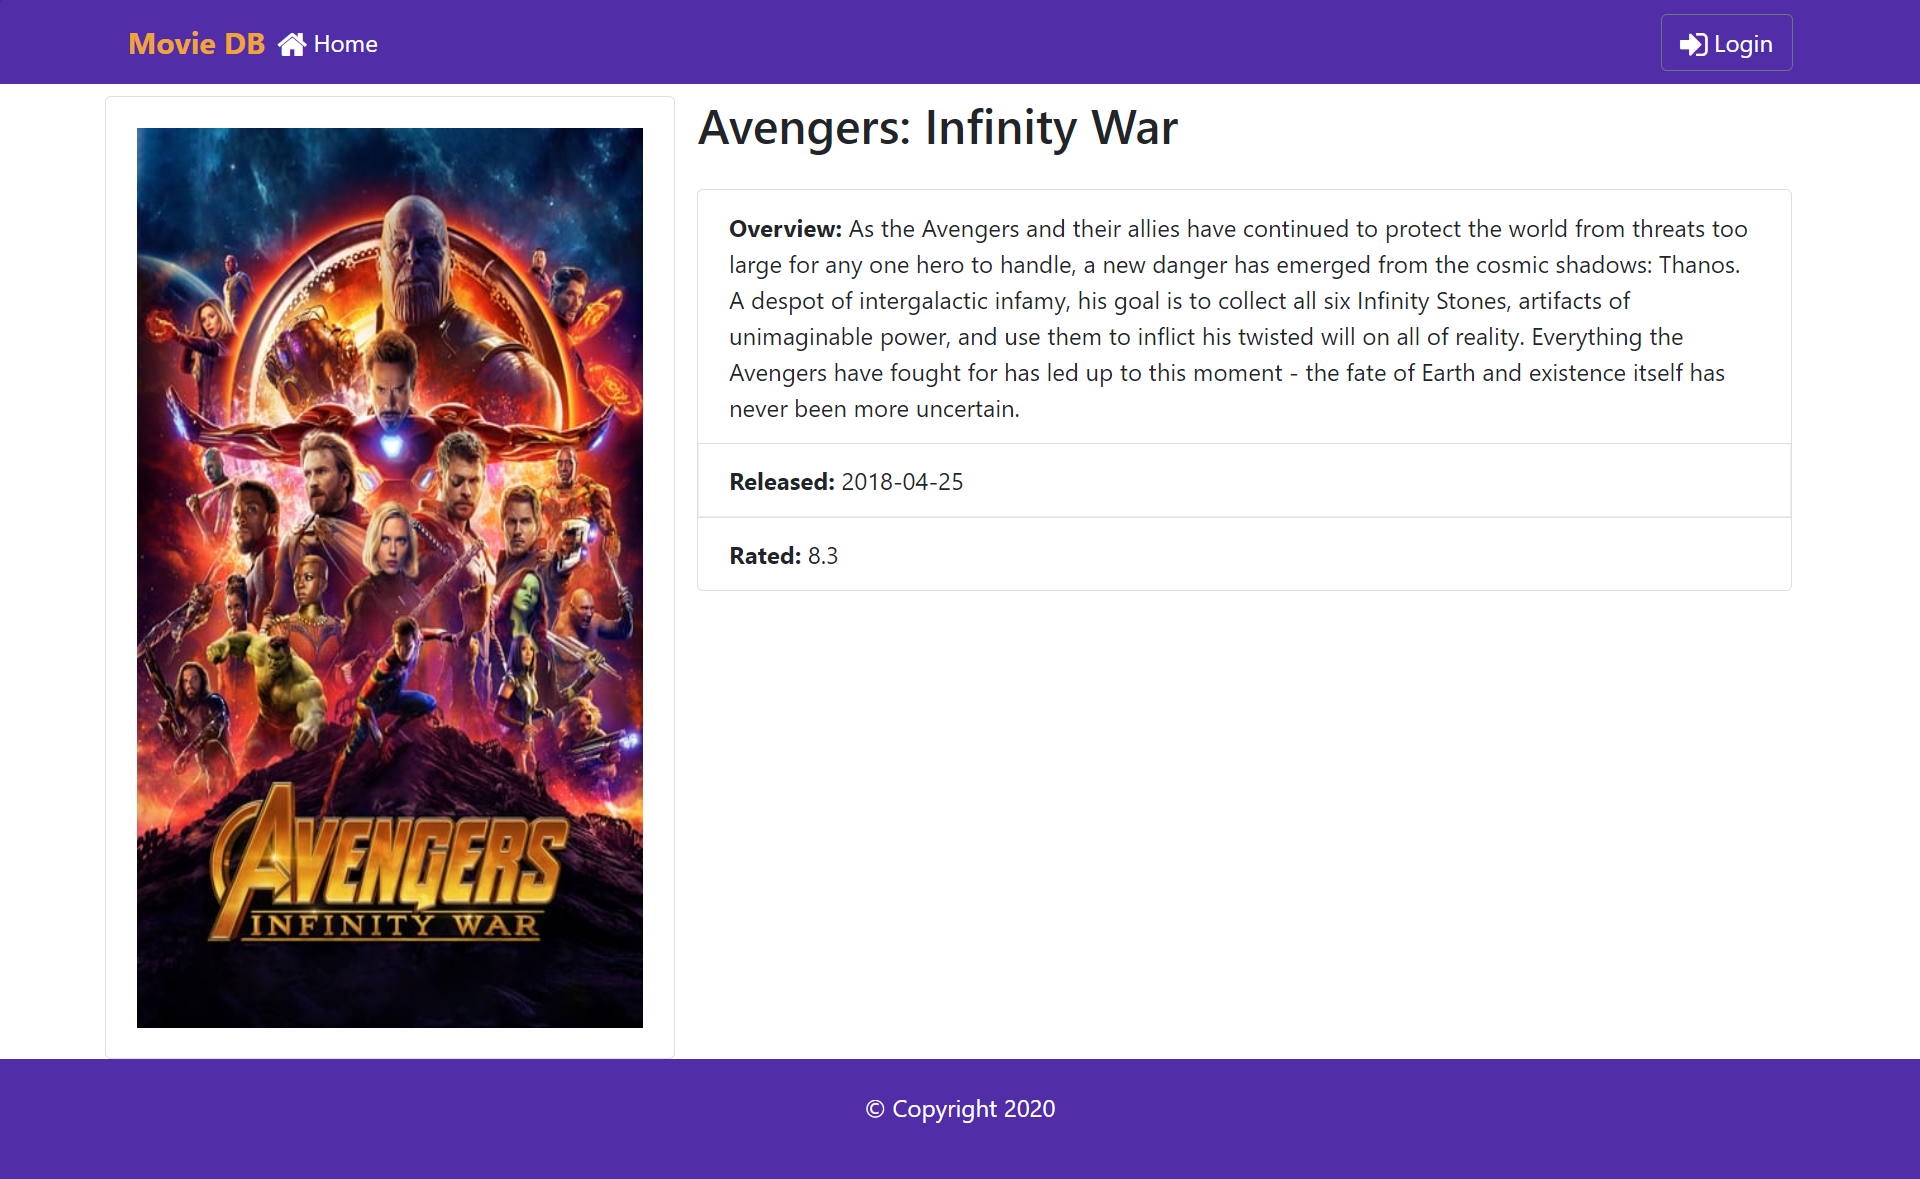 Movie DB Home Login
Avengers: Infinity War
Overview: As the Avengers and their allies have continued to protect the world from threats too
large for any one hero to handle, a new danger has emerged from the cosmic shadows: Thanos.
A despot of intergalactic infamy, his goal is to collect all six Infinity Stones, artifacts of
unimaginable power, and use them to inflict his twisted will on all of reality. Everything the
Avengers have fought for has led up to this moment - the fate of Earth and existence itself has
never been more uncertain.
Released: 2018-04-25
Rated: 8.3
AVENGERS
INFINITY WAR
© Copyright 2020